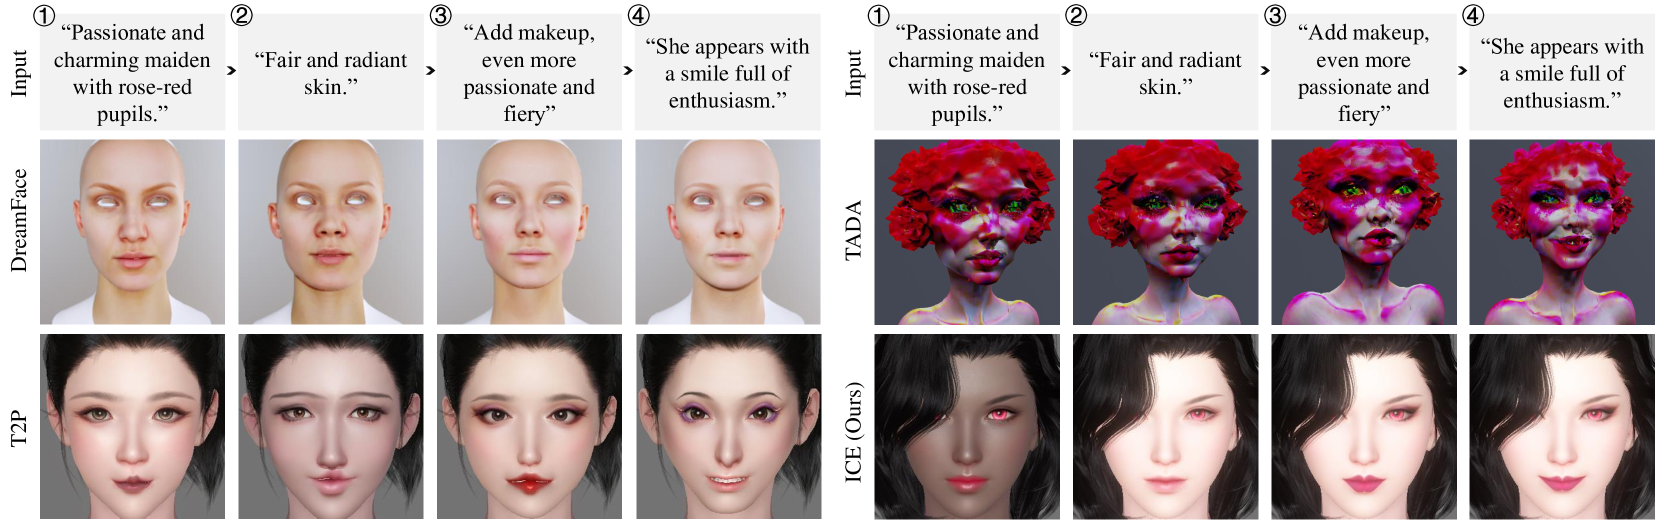 ①
“Passionate and
charming maiden
with rose-red
pupils.”
②
“Fair and radiant
skin.”
③
“Add makeup,
even more
passionate and
fiery”
④
“She appears with
a smile full of
enthusiasm.”
Input
DreamFace
T2P
①
“Passionate and
charming maiden
with rose-red
pupils.”
②
“Fair and radiant
skin.”
③
“Add makeup,
even more
passionate and
fiery”
④
“She appears with
a smile full of
enthusiasm.”
Input
TADA
ICE (Ours)